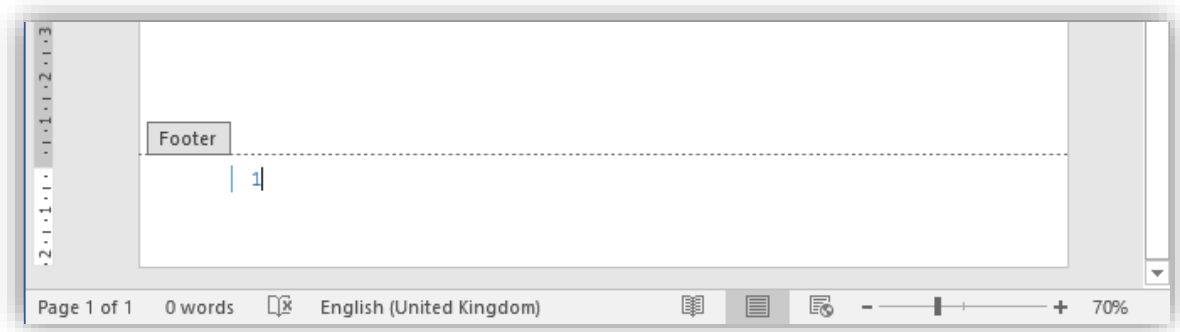 3 · ı · 2 · ı · 1 · ı ·
Footer
1
· ı · 1 · ı · 2 ·
Page 1 of 1 0 words English (United Kingdom) 70%